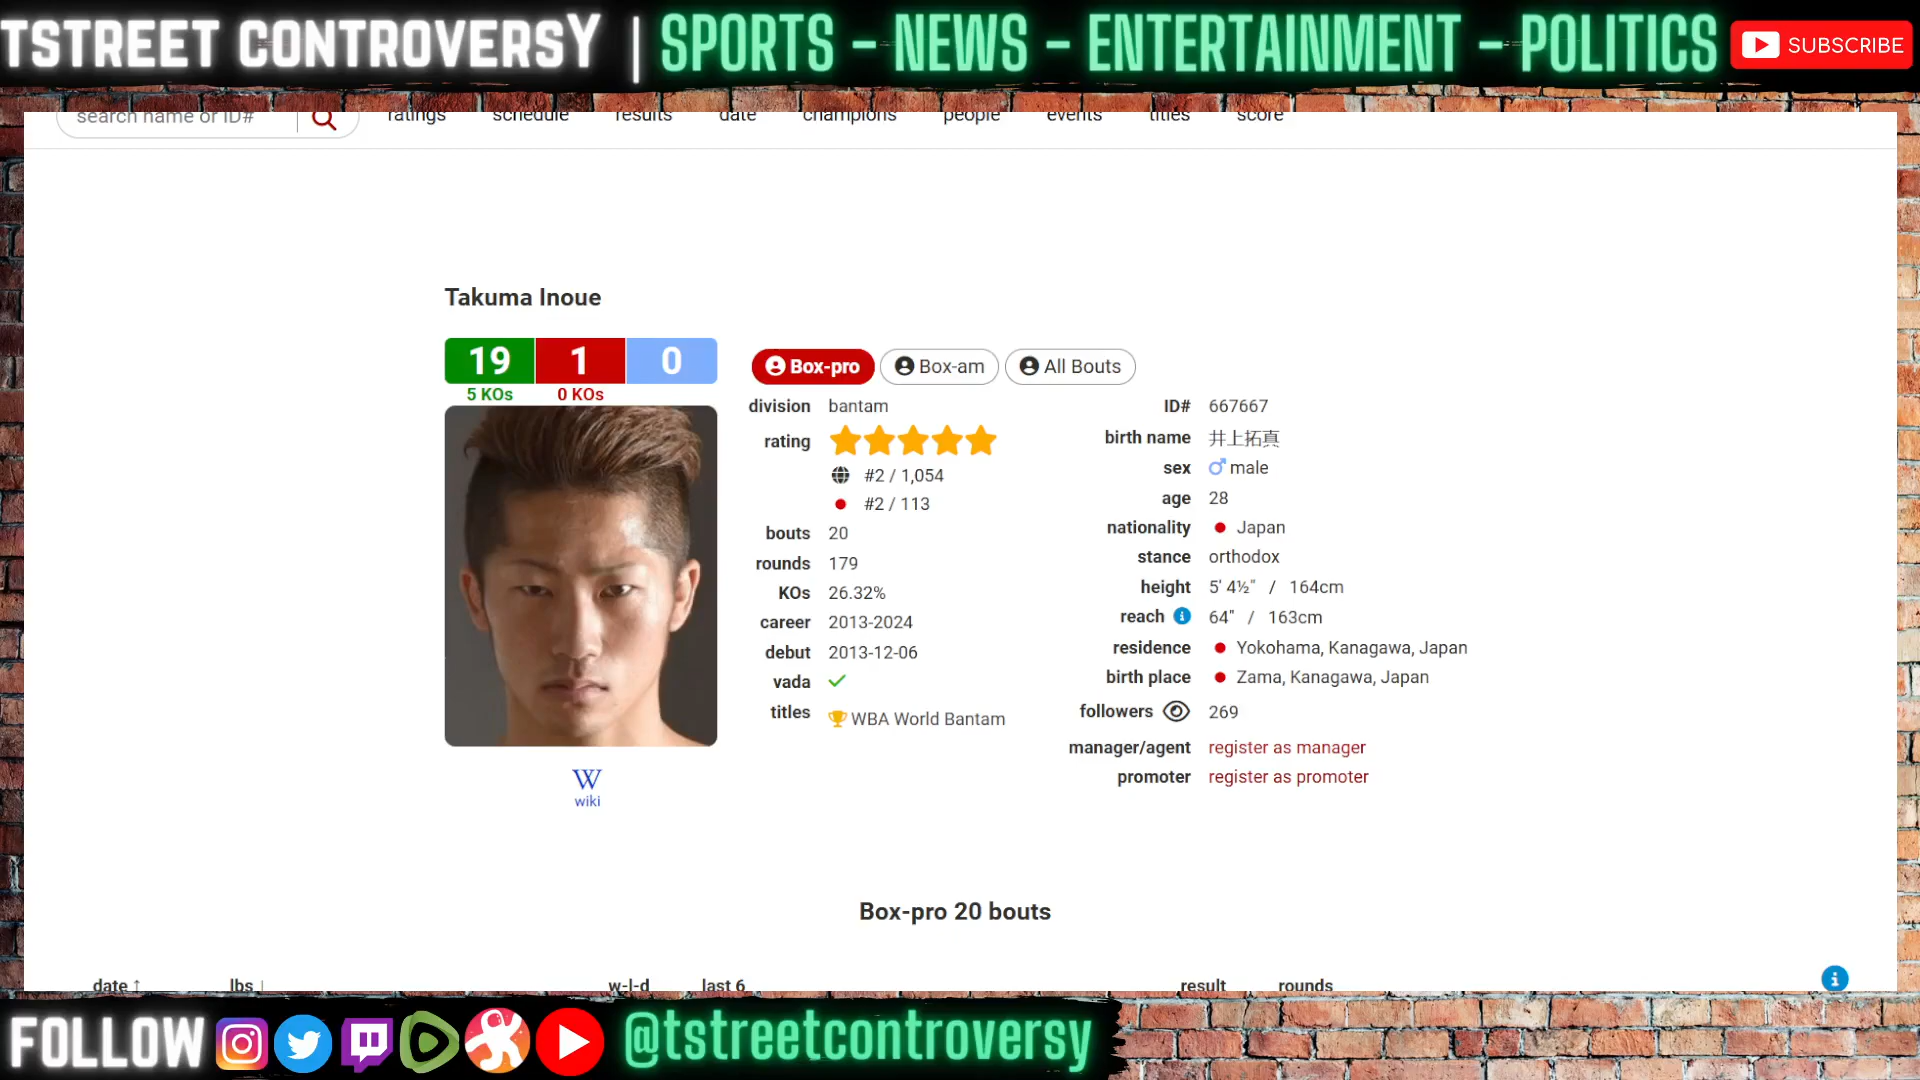 TSTREET CONTROVERSY | SPORTS - NEWS - ENTERTAINMENT - POLITICS SUBSCRIBE
search name or ID# ratings schedule results date champions people events titles score
Takuma Inoue
19 1 0
5 KOs 0 KOs
Box-pro Box-am All Bouts
division bantam
rating
#2 / 1,054
#2 / 113
bouts 20
rounds 179
KOs 26.32%
career 2013-2024
debut 2013-12-06
vada
titles WBA World Bantam
ID# 667667
birth name 井上拓真
sex male
age 28
nationality Japan
stance orthodox
height 5' 4½" / 164cm
reach 64" / 163cm
residence Yokohama, Kanagawa, Japan
birth place Zama, Kanagawa, Japan
followers 269
manager/agent register as manager
promoter register as promoter
W
wiki
Box-pro 20 bouts
date ↑ lbs w-l-d last 6 result rounds
FOLLOW @tstreetcontroversy